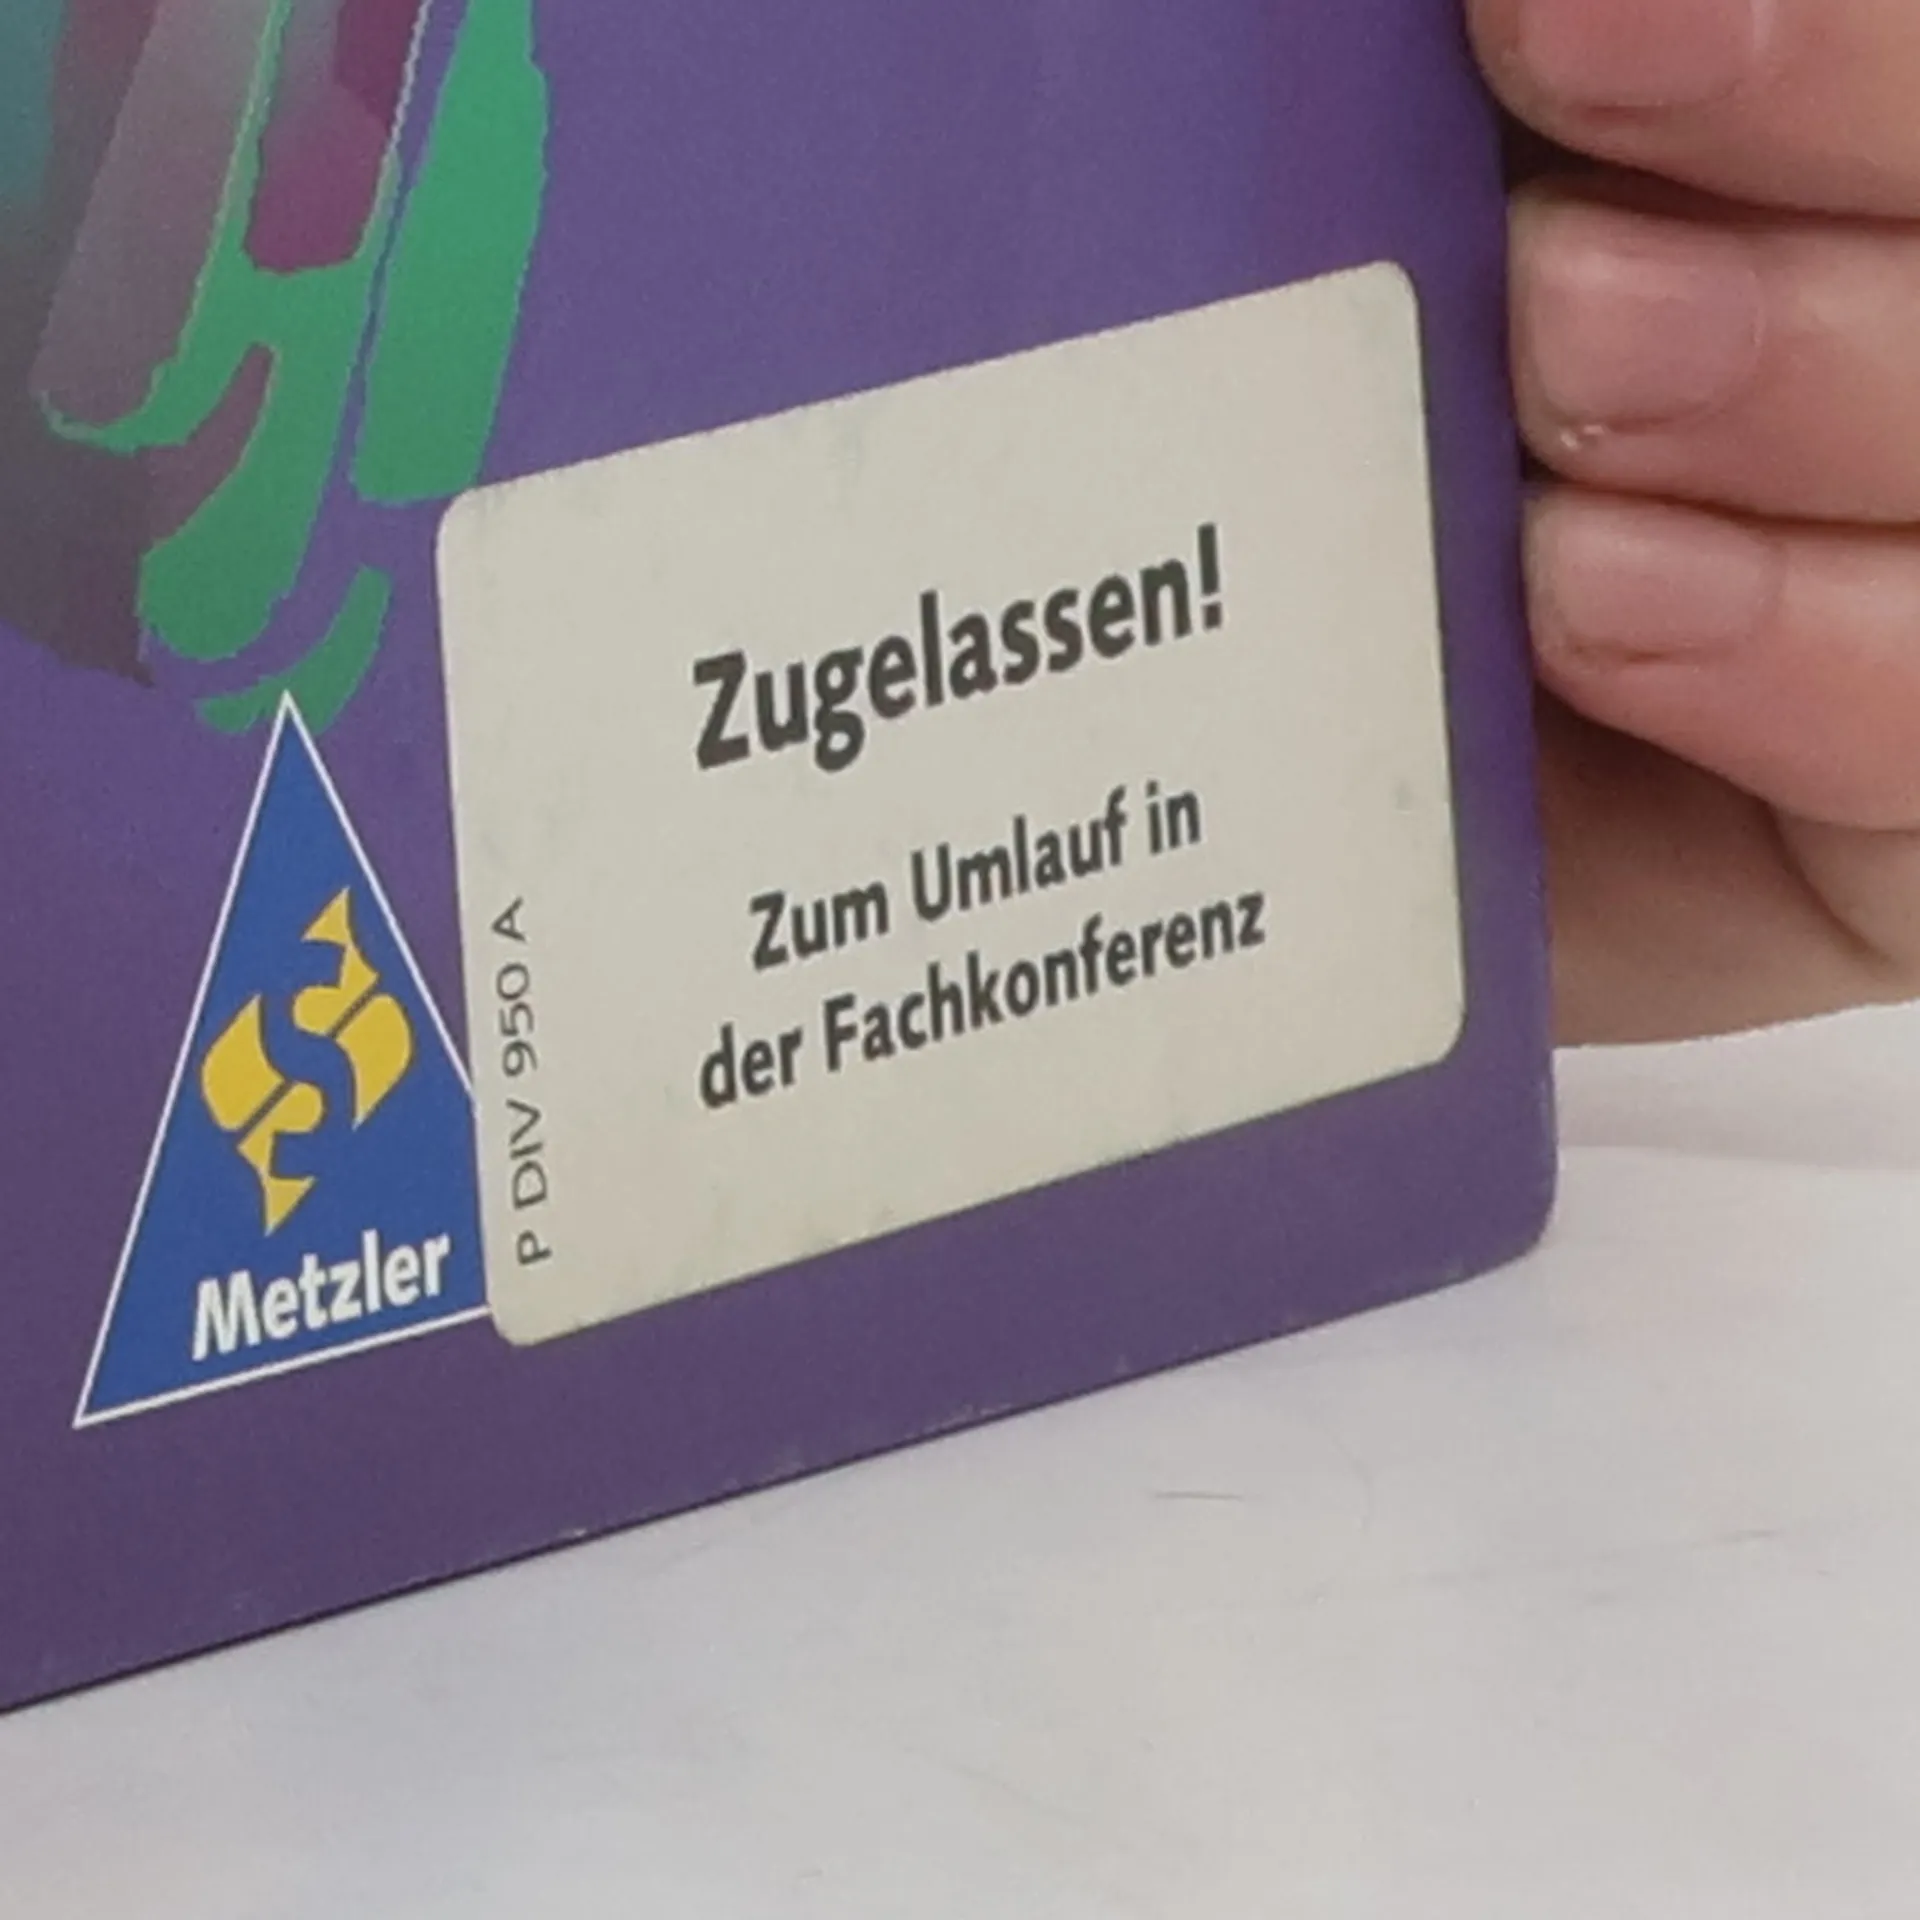 Zugelassen!
Zum Umlauf in
der Fachkonferenz
P DIV 950 A
Metzler